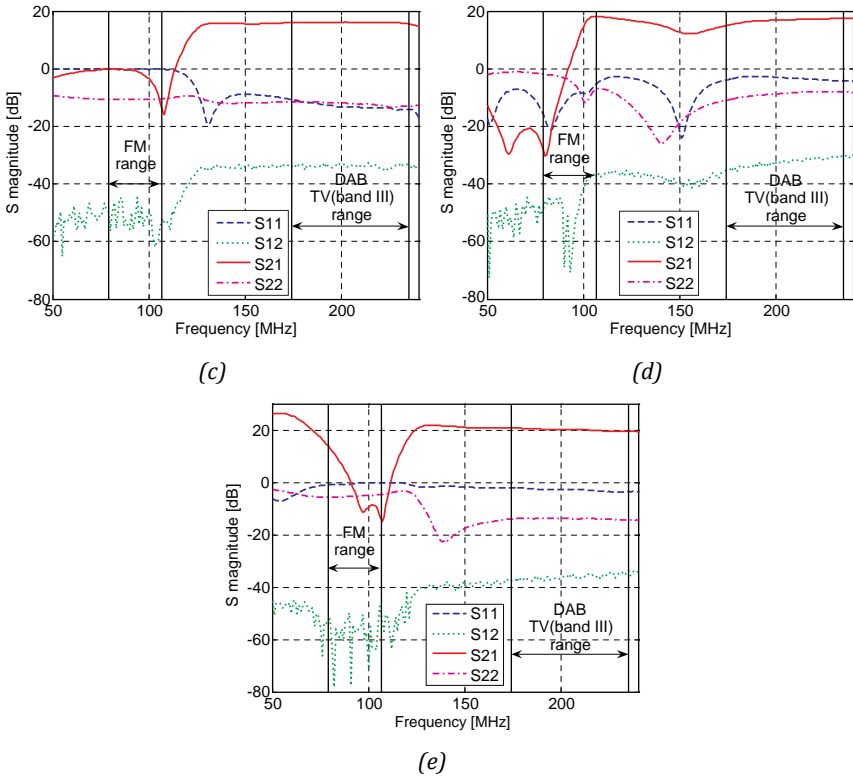 20
0
-20
-40
-60
-80
S magnitude [dB]
FM
range
DAB
TV(band III)
range
S11
S12
S21
S22
50 100 150 200
Frequency [MHz]
(c)
20
0
-20
-40
-60
-80
S magnitude [dB]
FM
range
DAB
TV(band III)
range
S11
S12
S21
S22
50 100 150 200
Frequency [MHz]
(d)
20
0
-20
-40
-60
-80
S magnitude [dB]
FM
range
DAB
TV(band III)
range
S11
S12
S21
S22
50 100 150 200
Frequency [MHz]
(e)